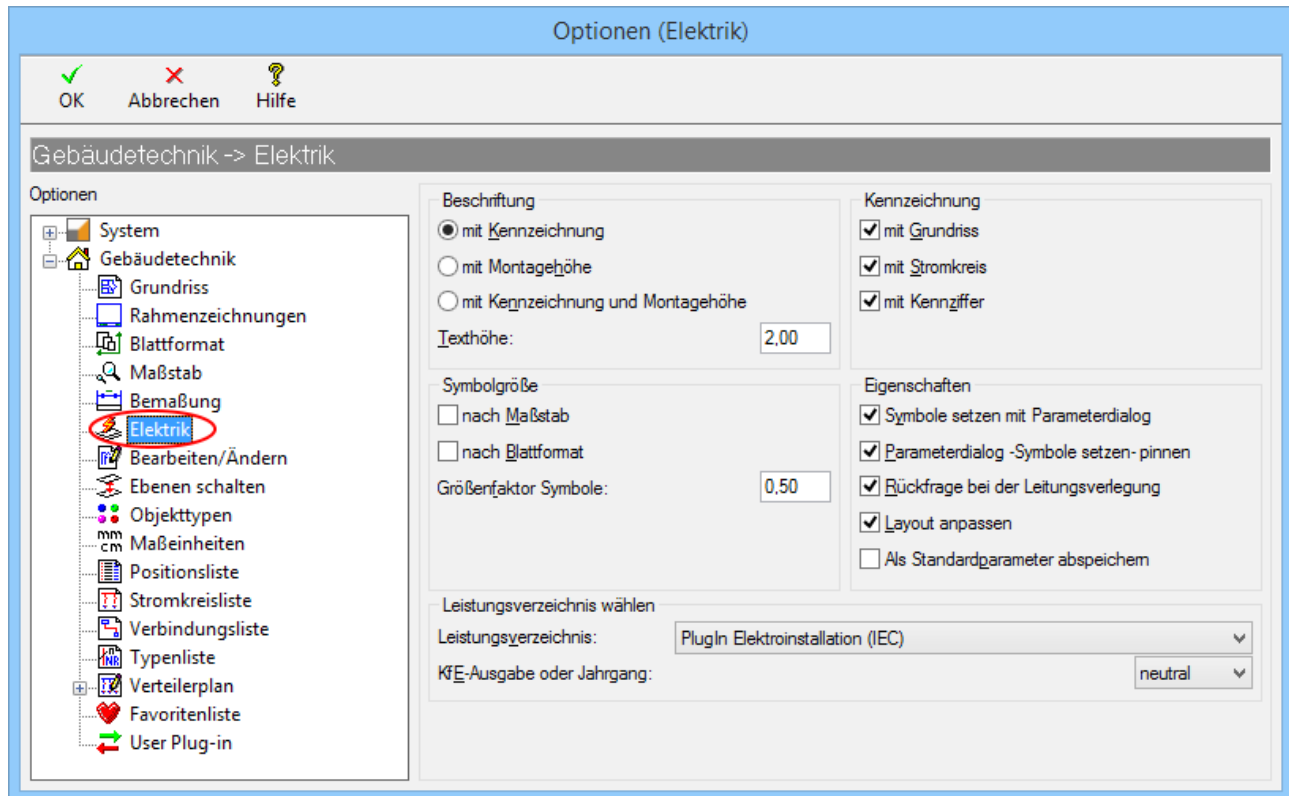 Optionen (Elektrik)
OK
Abbrechen
Hilfe
Gebäudetechnik -> Elektrik
Optionen
System
Gebäudetechnik
Grundriss
Rahmenzeichnungen
Blattformat
Maßstab
Bemaßung
Elektrik
Bearbeiten/Ändern
Ebenen schalten
Objekttypen
mm
cm Maßeinheiten
Positionsliste
Stromkreisliste
Verbindungsliste
NR Typenliste
Verteilerplan
Favoritenliste
User Plug-in
Beschriftung
mit Kennzeichnung
mit Montagehöhe
mit Kennzeichnung und Montagehöhe
Texthöhe: 2,00
Kennzeichnung
mit Grundriss
mit Stromkreis
mit Kennziffer
Symbolgröße
nach Maßstab
nach Blattformat
Größenfaktor Symbole: 0,50
Eigenschaften
Symbole setzen mit Parameterdialog
Parameterdialog -Symbole setzen- pinnen
Rückfrage bei der Leitungsverlegung
Layout anpassen
Als Standardparameter abspeichern
Leistungsverzeichnis wählen
Leistungsverzeichnis: PlugIn Elektroinstallation (IEC)
KfE-Ausgabe oder Jahrgang: neutral